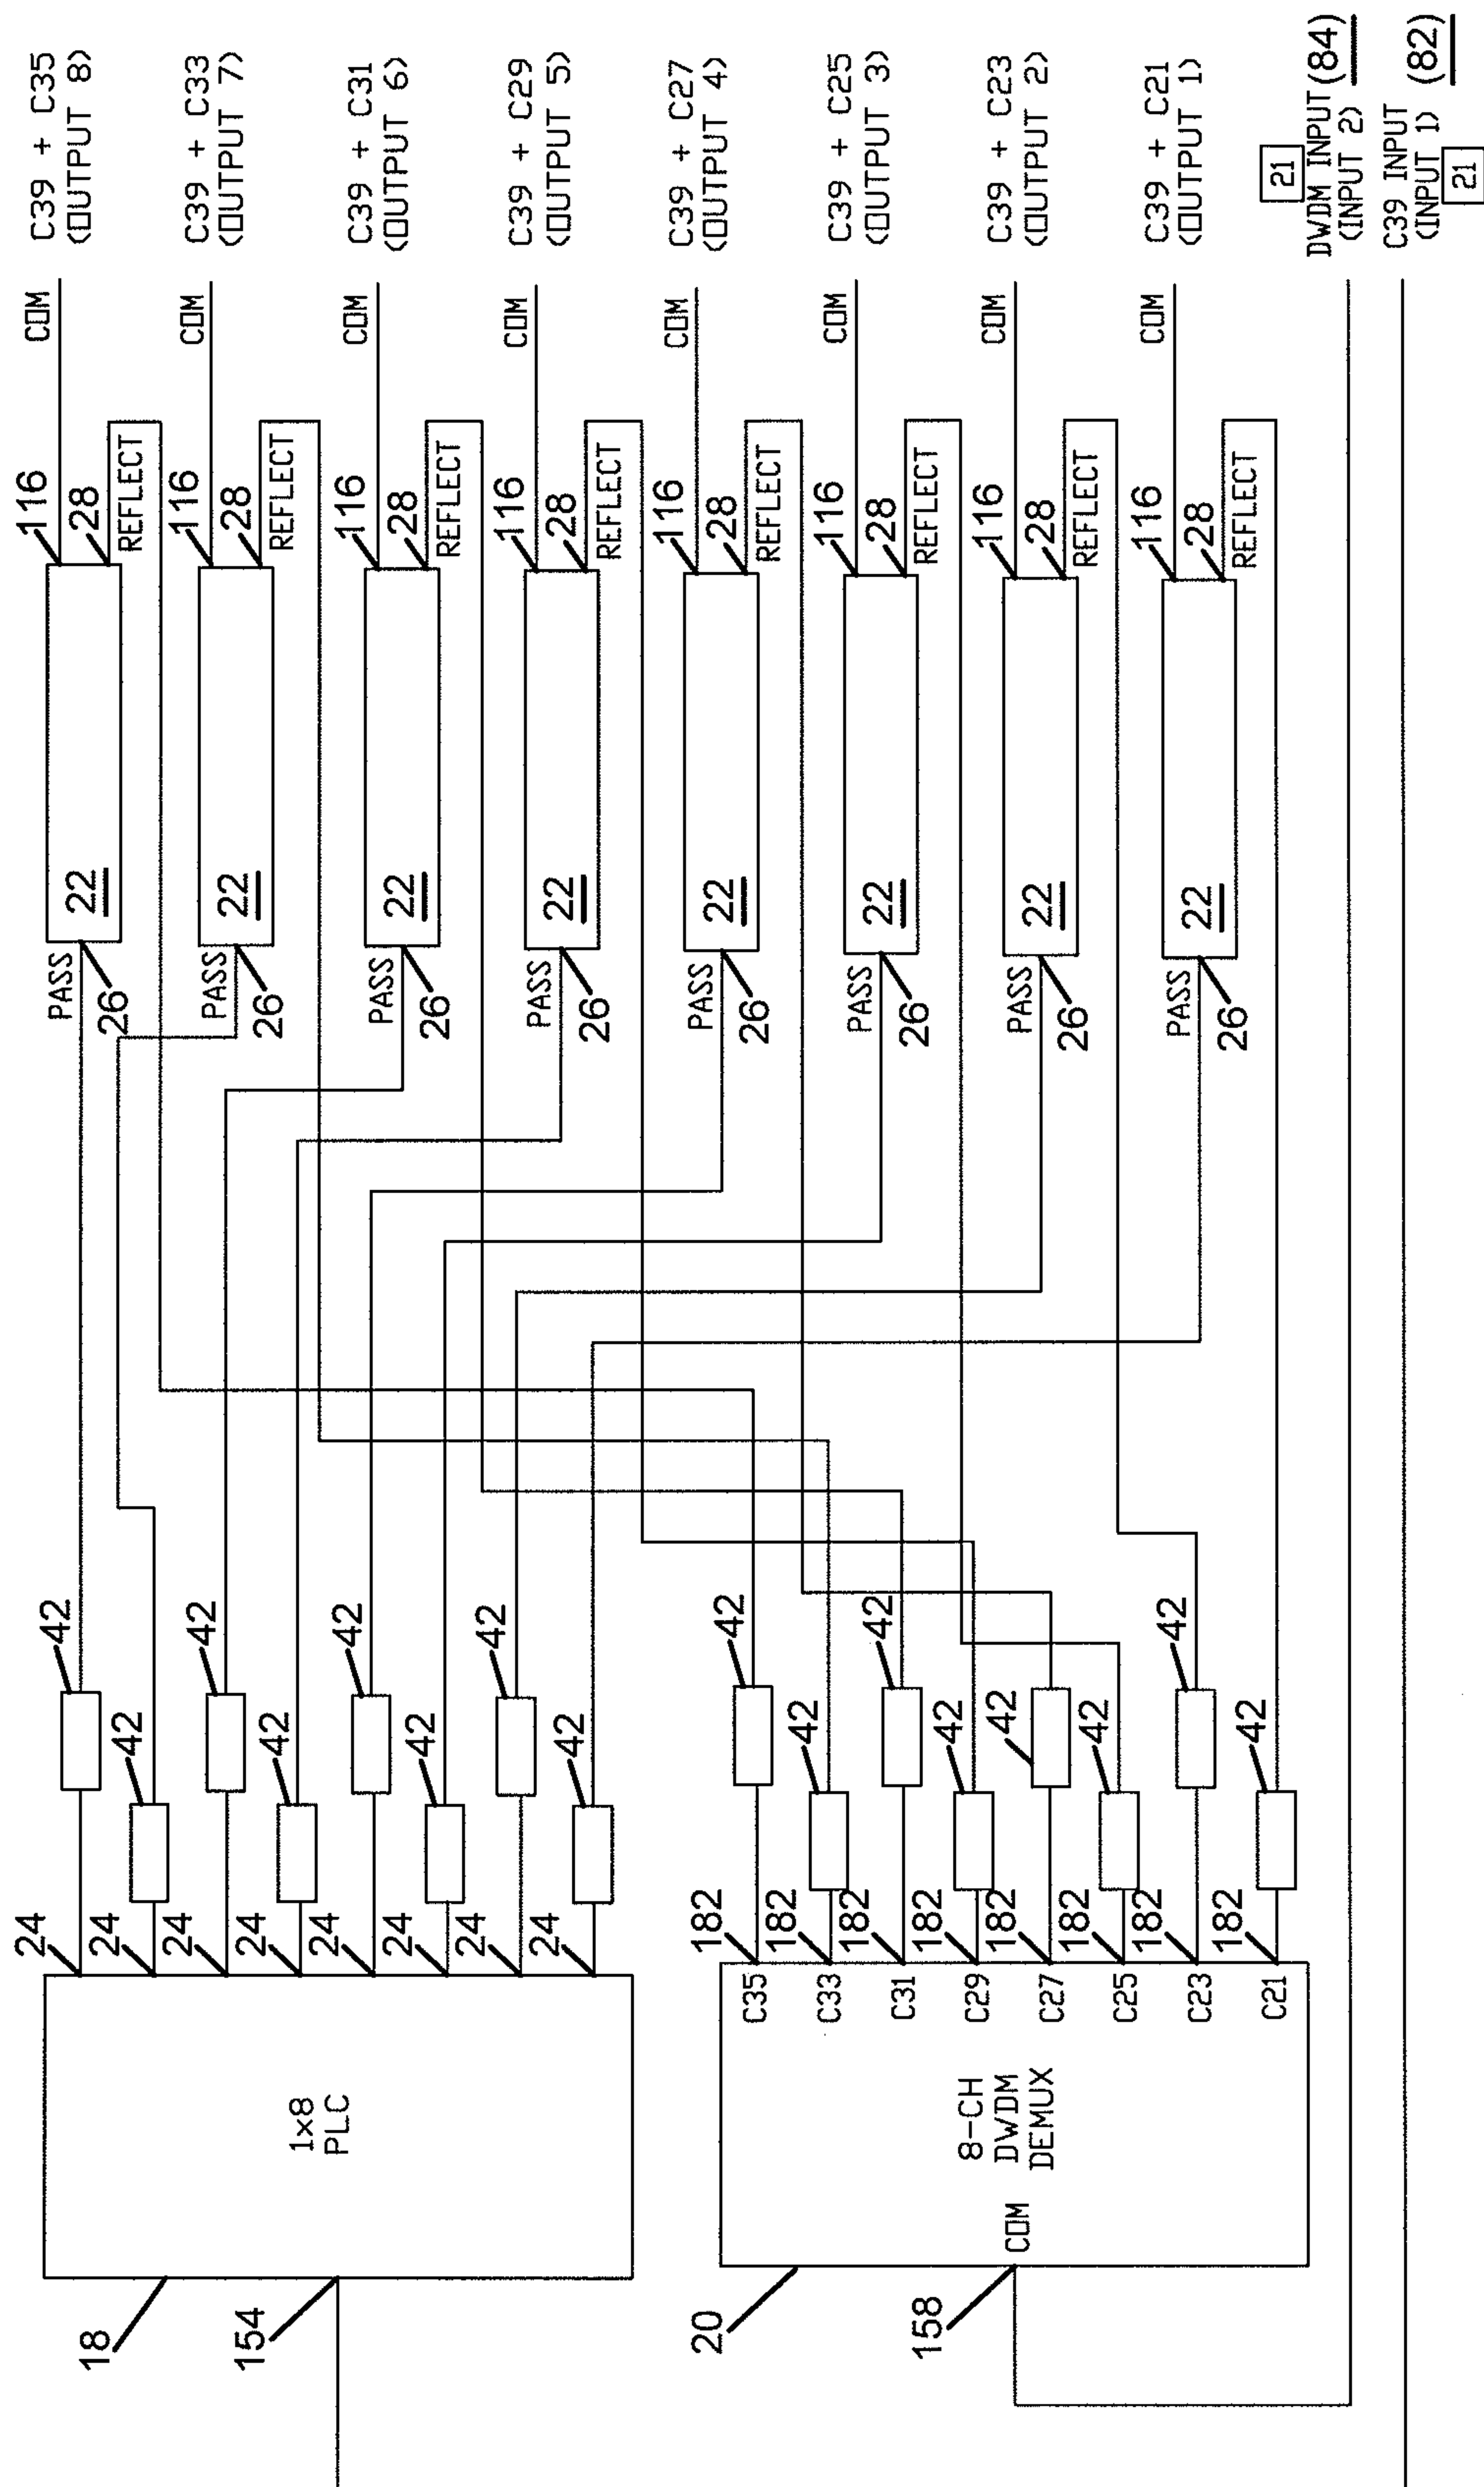 18
154
1x8
PLC
24
24
24
24
24
24
24
24
42
42
42
42
42
42
42
42
20
158
COM
8-CH
DWDM
DEMUX
C35
C33
C31
C29
C27
C25
C23
C21
182
182
182
182
182
182
182
182
42
42
42
42
42
42
42
42
PASS
26
22
116
28
REFLECT
COM
C39 + C35
(OUTPUT 8)
PASS
26
22
116
28
REFLECT
COM
C39 + C33
(OUTPUT 7)
PASS
26
22
116
28
REFLECT
COM
C39 + C31
(OUTPUT 6)
PASS
26
22
116
28
REFLECT
COM
C39 + C29
(OUTPUT 5)
PASS
26
22
116
28
REFLECT
COM
C39 + C27
(OUTPUT 4)
PASS
26
22
116
28
REFLECT
COM
C39 + C25
(OUTPUT 3)
PASS
26
22
116
28
REFLECT
COM
C39 + C23
(OUTPUT 2)
PASS
26
22
116
28
REFLECT
COM
C39 + C21
(OUTPUT 1)
21
DWDM INPUT (84)
(INPUT 2)
C39 INPUT
(INPUT 1) (82)
21